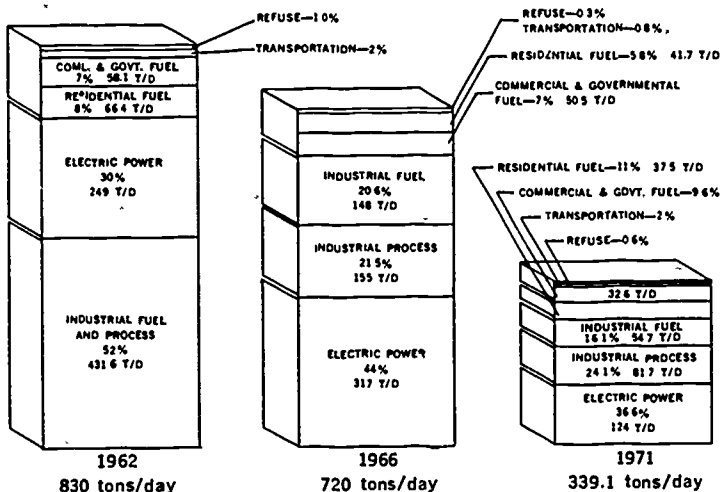 REFUSE—1.0%
TRANSPORTATION—2%
COML. & GOVT. FUEL
7% 58.1 T/D
RESIDENTIAL FUEL
8% 66.4 T/D
ELECTRIC POWER
30%
249 T/D
INDUSTRIAL FUEL
AND PROCESS
52%
431.6 T/D
1962
830 tons/day
REFUSE—0.3%
TRANSPORTATION—0.8%,
RESIDENTIAL FUEL—5.8% 41.7 T/D
COMMERCIAL & GOVERNMENTAL
FUEL—7% 50.5 T/D
INDUSTRIAL FUEL
20.6%
148 T/D
INDUSTRIAL PROCESS
21.5%
155 T/D
ELECTRIC POWER
44%
317 T/D
1966
720 tons/day
RESIDENTIAL FUEL—11% 37.5 T/D
COMMERCIAL & GOVT. FUEL—9.6%
TRANSPORTATION—2%
REFUSE—0.6%
32.6 T/D
INDUSTRIAL FUEL
16.1% 54.7 T/D
INDUSTRIAL PROCESS
24.1% 81.7 T/D
ELECTRIC POWER
36.6%
124 T/D
1971
339.1 tons/day